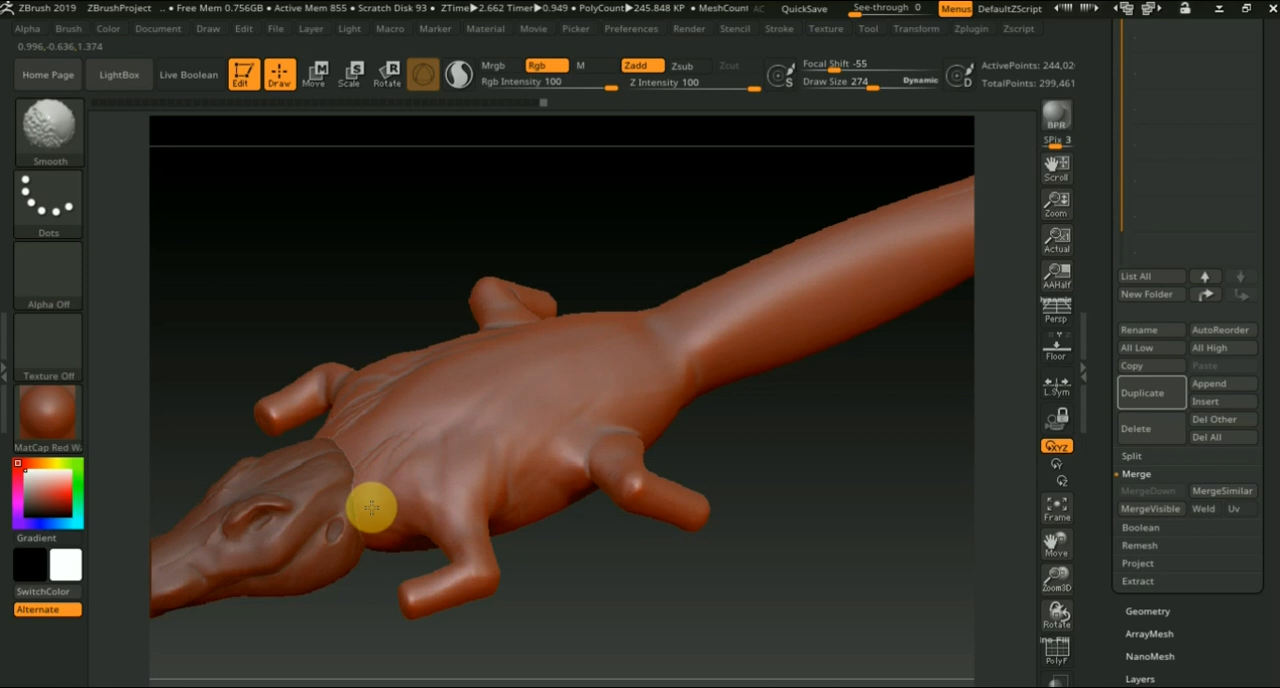 ZBrush 2019 ZBrushProject .. • Free Mem 0.756GB • Active Mem 855 • Scratch Disk 93 • ZTime▶2.662 Timer▶0.949 • PolyCount▶245.848 KP • MeshCount AC QuickSave See-through 0 Menus DefaultZScript
Alpha Brush Color Document Draw Edit File Layer Light Macro Marker Material Movie Picker Preferences Render Stencil Stroke Texture Tool Transform Zplugin Zscript
0.996,-0.636,1.374
Home Page LightBox Live Boolean Edit Draw Move Scale Rotate
Mrgb Rgb M Zadd Zsub Zcut Focal Shift -55 ActivePoints: 244,02
Rgb Intensity 100 Z Intensity 100 Draw Size 274 Dynamic TotalPoints: 299,461
Smooth
Dots
Alpha Off
Texture Off
MatCap Red W
Gradient
SwitchColor
Alternate
BPR
SPix 3
Scroll
Zoom
Actual
AAHalf
Dynamic
Persp
Floor
L.Sym
XYZ
Frame
Move
Zoom3D
Rotate
PolyF
List All
New Folder
Rename AutoReorder
All Low All High
Copy Paste
Duplicate Append
Insert
Delete Del Other
Del All
Split
Merge
MergeDown MergeSimilar
MergeVisible Weld Uv
Boolean
Remesh
Project
Extract
Geometry
ArrayMesh
NanoMesh
Layers